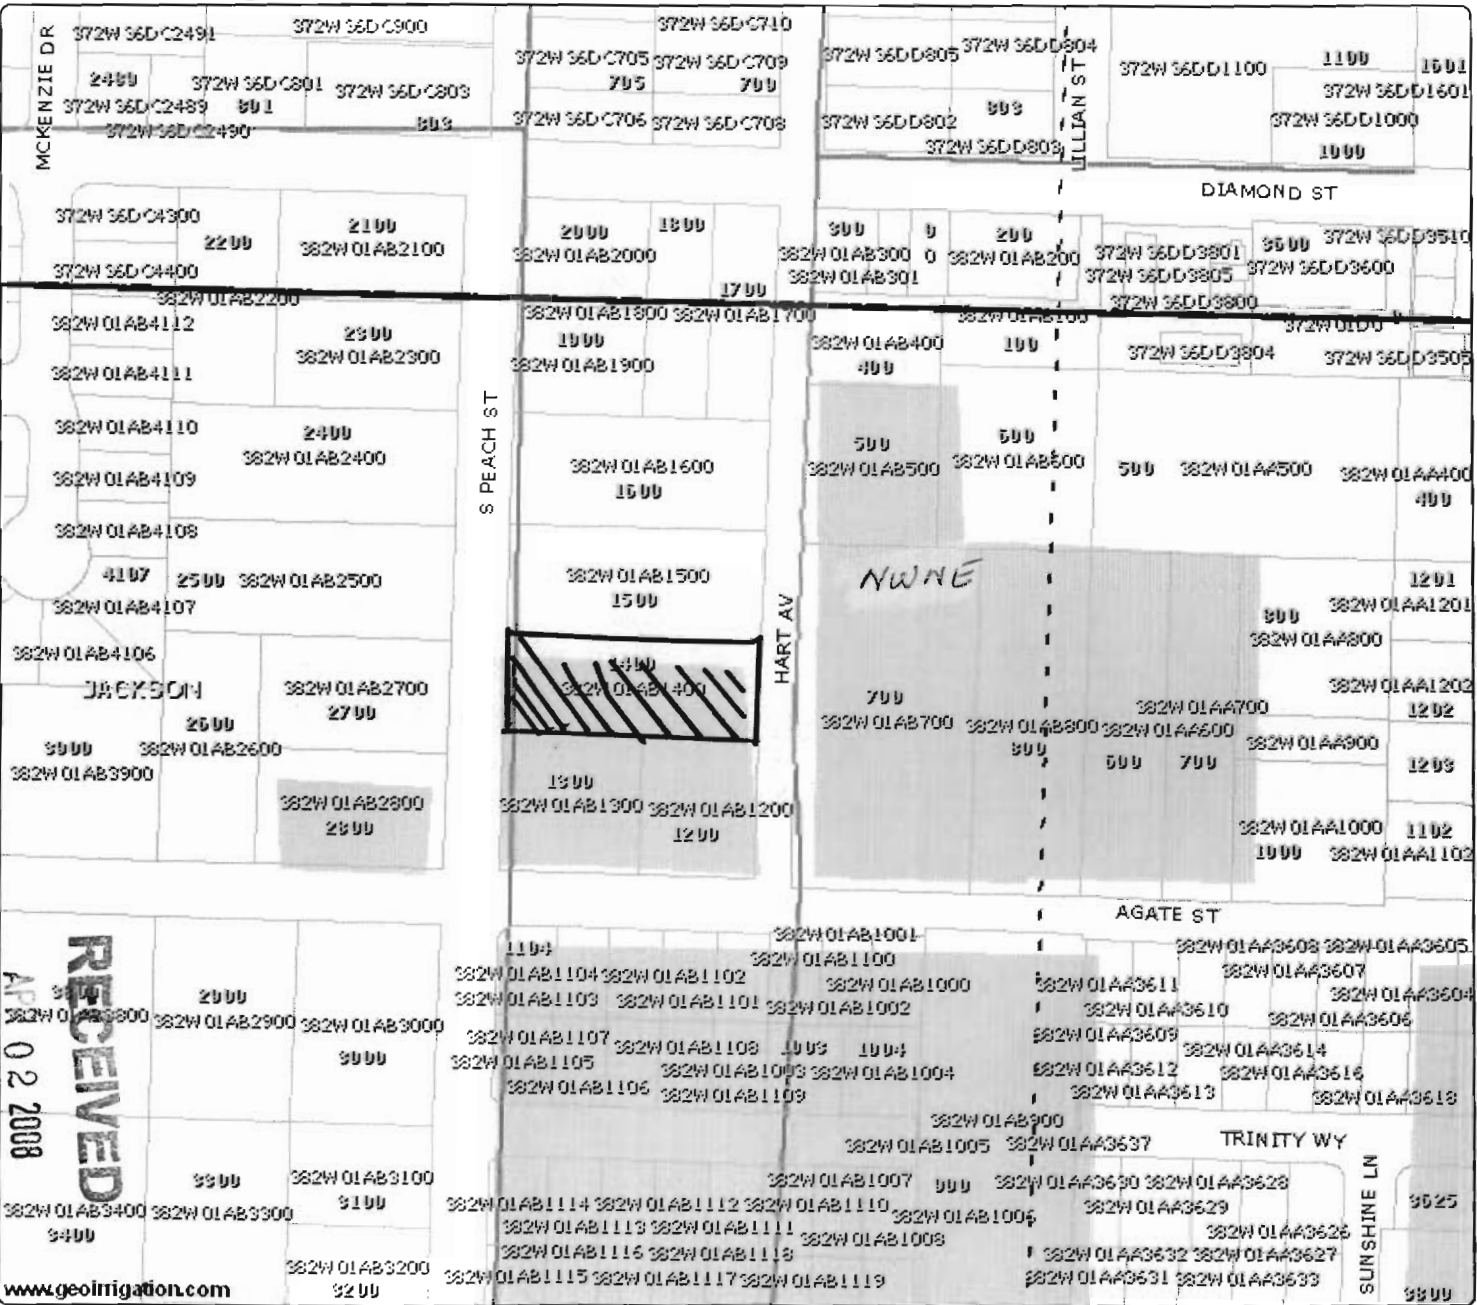 MCKENZIE DR
372W 36DC2491
372W 36DC900
372W 36DC710
372W 36DC705
372W 36DC709
705
700
372W 36DD805
372W 36DD804
LILLIAN ST
372W 36DD1100
1100
1601
372W 36DD1601
372W 36DC801
372W 36DC803
372W 36DC2489
801
803
372W 36DC2490
372W 36DC706
372W 36DC708
372W 36DD802
803
372W 36DD803
372W 36DD1000
1000
DIAMOND ST
372W 36DC4300
2200
2100
382W 01AB2100
2000
382W 01AB2000
1800
300
382W 01AB300
382W 01AB301
0
0
200
382W 01AB200
372W 36DD3801
372W 36DD3805
372W 36DD3800
3600
372W 36DD3600
372W 36DD3510
372W 36DC4400
382W 01AB2200
1700
382W 01AB4112
2300
382W 01AB2300
382W 01AB1800
382W 01AB1700
1900
382W 01AB1900
382W 01AB400
400
382W 01AB100
100
372W 36DD3804
372W 36DD3505
382W 01AB4111
S PEACH ST
382W 01AB4110
2400
382W 01AB2400
382W 01AB1600
1600
500
382W 01AB500
600
382W 01AB600
500
382W 01AA500
382W 01AA400
400
382W 01AB4109
382W 01AB4108
4107
2500
382W 01AB2500
382W 01AB4107
382W 01AB1500
1500
HART AV
NWNE
1201
382W 01AA1201
800
382W 01AA800
382W 01AB4106
JACKSON
382W 01AB2700
2700
2600
382W 01AB2600
382W 01AB3900
1400
382W 01AB1400
700
382W 01AB700
382W 01AB800
800
382W 01AA700
382W 01AA600
600
700
382W 01AA1202
1202
382W 01AA900
1203
382W 01AB2800
2800
1300
382W 01AB1300
382W 01AB1200
1200
382W 01AA1000
1000
1102
382W 01AA1102
AGATE ST
RECEIVED
APR 02 2008
2900
382W 01AB2900
382W 01AB3000
3000
1104
382W 01AB1104
382W 01AB1102
382W 01AB1103
382W 01AB1101
382W 01AB1001
382W 01AB1100
382W 01AB1000
382W 01AB1002
382W 01AB1107
382W 01AB1108
1003
1004
382W 01AB1105
382W 01AB1003
382W 01AB1004
382W 01AB1106
382W 01AB1109
382W 01AA3608
382W 01AA3605
382W 01AA3607
382W 01AA3611
382W 01AA3604
382W 01AA3610
382W 01AA3606
382W 01AA3609
382W 01AA3614
382W 01AA3612
382W 01AA3616
382W 01AA3613
382W 01AA3618
382W 01AB900
382W 01AB1005
382W 01AA3637
TRINITY WY
SUNSHINE LN
3300
382W 01AB3300
382W 01AB3100
3100
382W 01AB3400
3400
382W 01AB3200
3200
382W 01AB1007
900
382W 01AA3630
382W 01AA3628
382W 01AB1114
382W 01AB1112
382W 01AB1110
382W 01AB1006
382W 01AA3629
3625
382W 01AB1113
382W 01AB1111
382W 01AB1008
382W 01AA3626
382W 01AB1116
382W 01AB1118
382W 01AA3632
382W 01AA3627
382W 01AB1115
382W 01AB1117
382W 01AB1119
382W 01AA3631
382W 01AA3633
www.geoirrigation.com